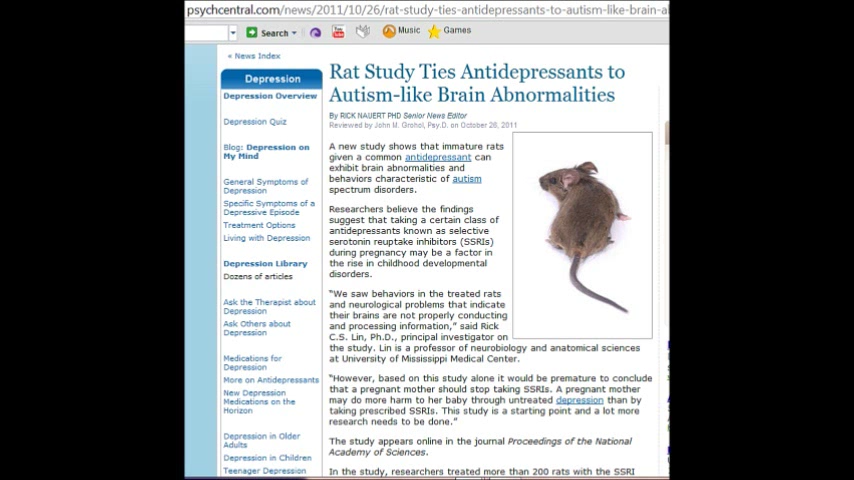 psychcentral.com/news/2011/10/26/rat-study-ties-antidepressants-to-autism-like-brain-a
Search
Music
Games
« News Index
Depression
Depression Overview
Depression Quiz
Blog: Depression on
My Mind
General Symptoms of
Depression
Specific Symptoms of a
Depressive Episode
Treatment Options
Living with Depression
Depression Library
Dozens of articles
Ask the Therapist about
Depression
Ask Others about
Depression
Medications for
Depression
More on Antidepressants
New Depression
Medications on the
Horizon
Depression in Older
Adults
Depression in Children
Teenager Depression
Rat Study Ties Antidepressants to
Autism-like Brain Abnormalities
By RICK NAUERT PHD Senior News Editor
Reviewed by John M. Grohol, Psy.D. on October 26, 2011
A new study shows that immature rats
given a common antidepressant can
exhibit brain abnormalities and
behaviors characteristic of autism
spectrum disorders.
Researchers believe the findings
suggest that taking a certain class of
antidepressants known as selective
serotonin reuptake inhibitors (SSRIs)
during pregnancy may be a factor in
the rise in childhood developmental
disorders.
“We saw behaviors in the treated rats
and neurological problems that indicate
their brains are not properly conducting
and processing information,” said Rick
C.S. Lin, Ph.D., principal investigator on
the study. Lin is a professor of neurobiology and anatomical sciences
at University of Mississippi Medical Center.
“However, based on this study alone it would be premature to conclude
that a pregnant mother should stop taking SSRIs. A pregnant mother
may do more harm to her baby through untreated depression than by
taking prescribed SSRIs. This study is a starting point and a lot more
research needs to be done.”
The study appears online in the journal Proceedings of the National
Academy of Sciences.
In the study, researchers treated more than 200 rats with the SSRI